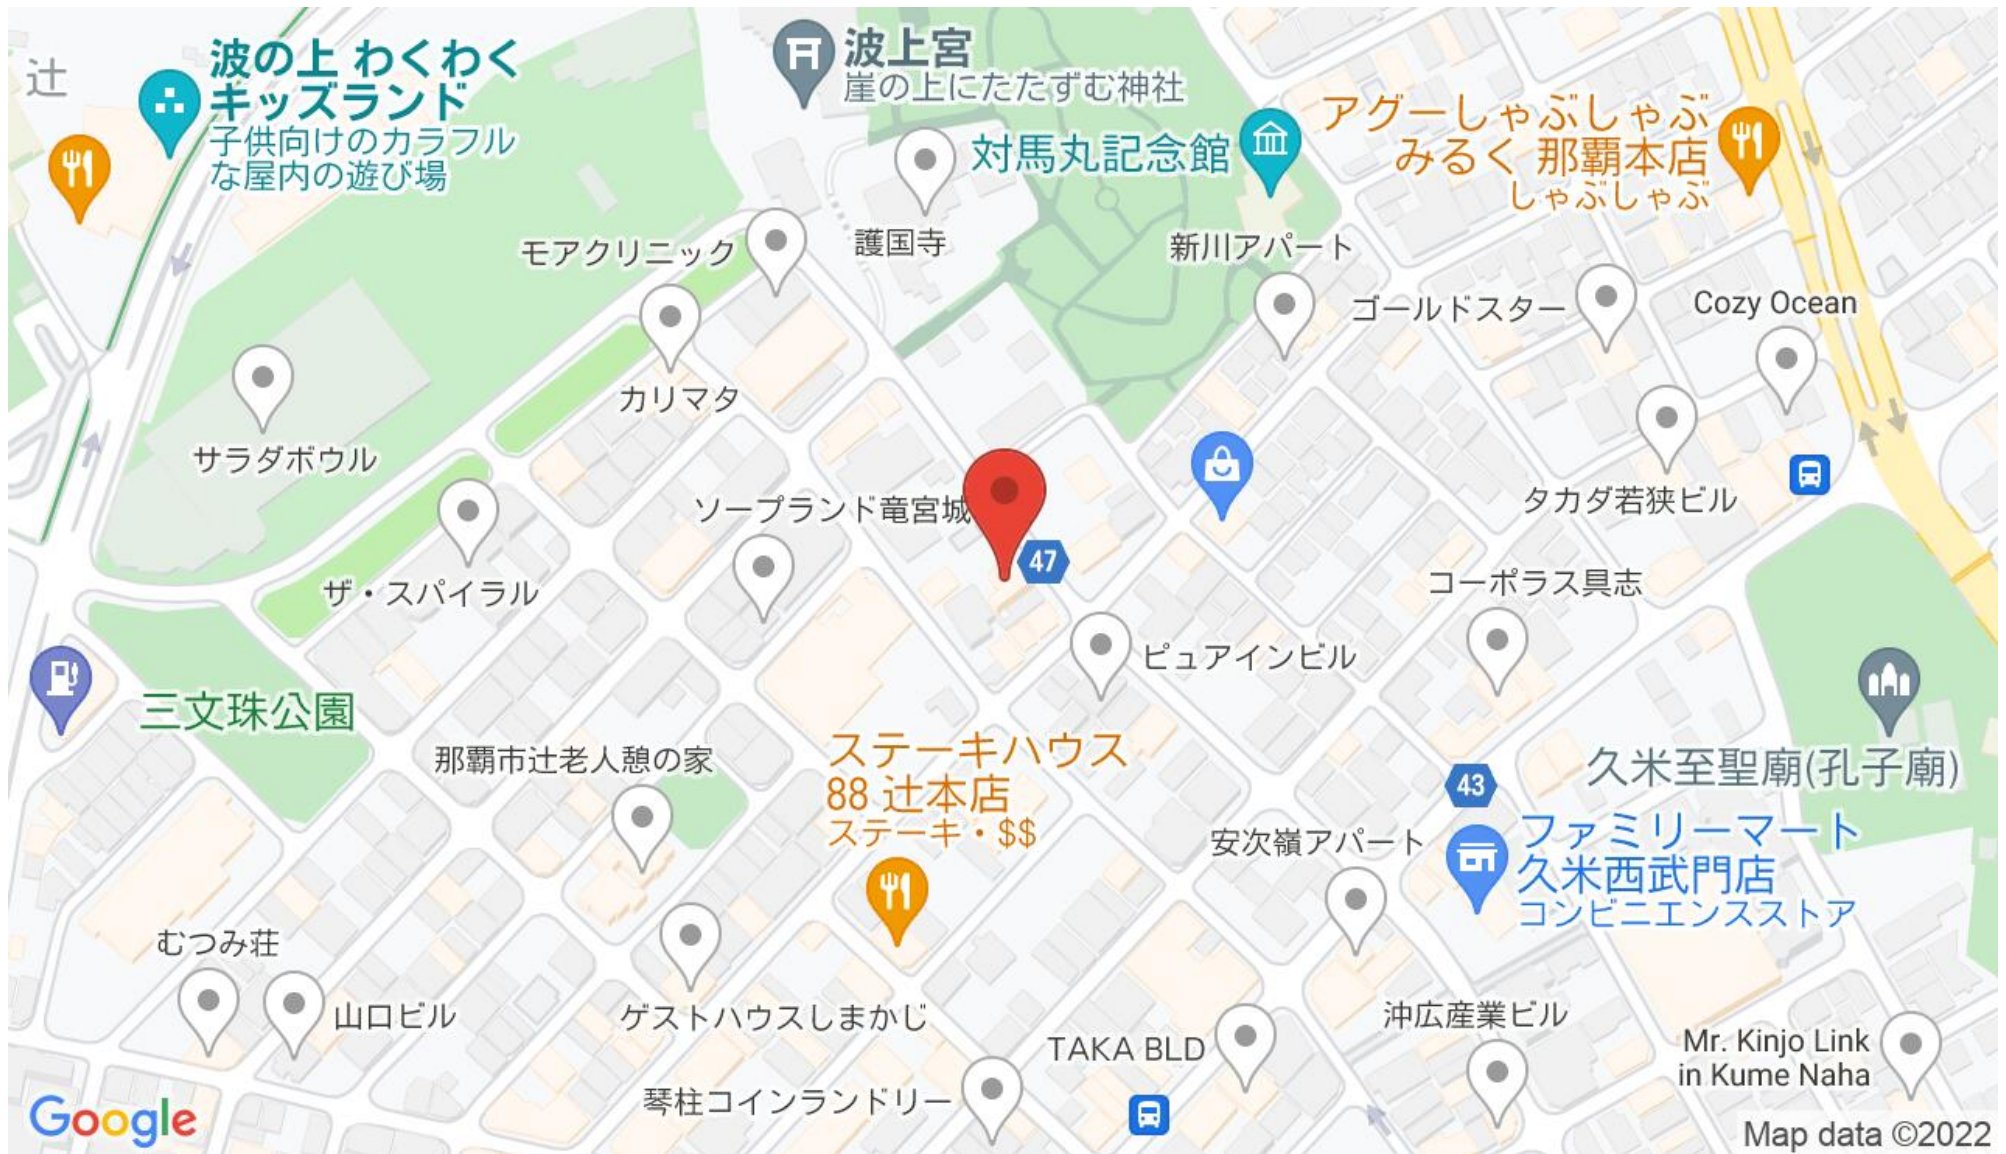 辻
波の上 わくわく
キッズランド
子供向けのカラフル
な屋内の遊び場
波上宮
崖の上にたたずむ神社
対馬丸記念館
アグーしゃぶしゃぶ
みるく 那覇本店
しゃぶしゃぶ
モアクリニック
護国寺
新川アパート
ゴールドスター
Cozy Ocean
カリマタ
サラダボウル
ソープランド竜宮城
タカダ若狭ビル
47
ザ・スパイラル
コーポラス具志
ピュアインビル
三文珠公園
那覇市辻老人憩の家
ステーキハウス
88 辻本店
ステーキ・$$
久米至聖廟(孔子廟)
43
安次嶺アパート
ファミリーマート
久米西武門店
コンビニエンスストア
むつみ荘
山口ビル
ゲストハウスしまかじ
沖広産業ビル
TAKA BLD
Mr. Kinjo Link
in Kume Naha
琴柱コインランドリー
Google
Map data ©2022